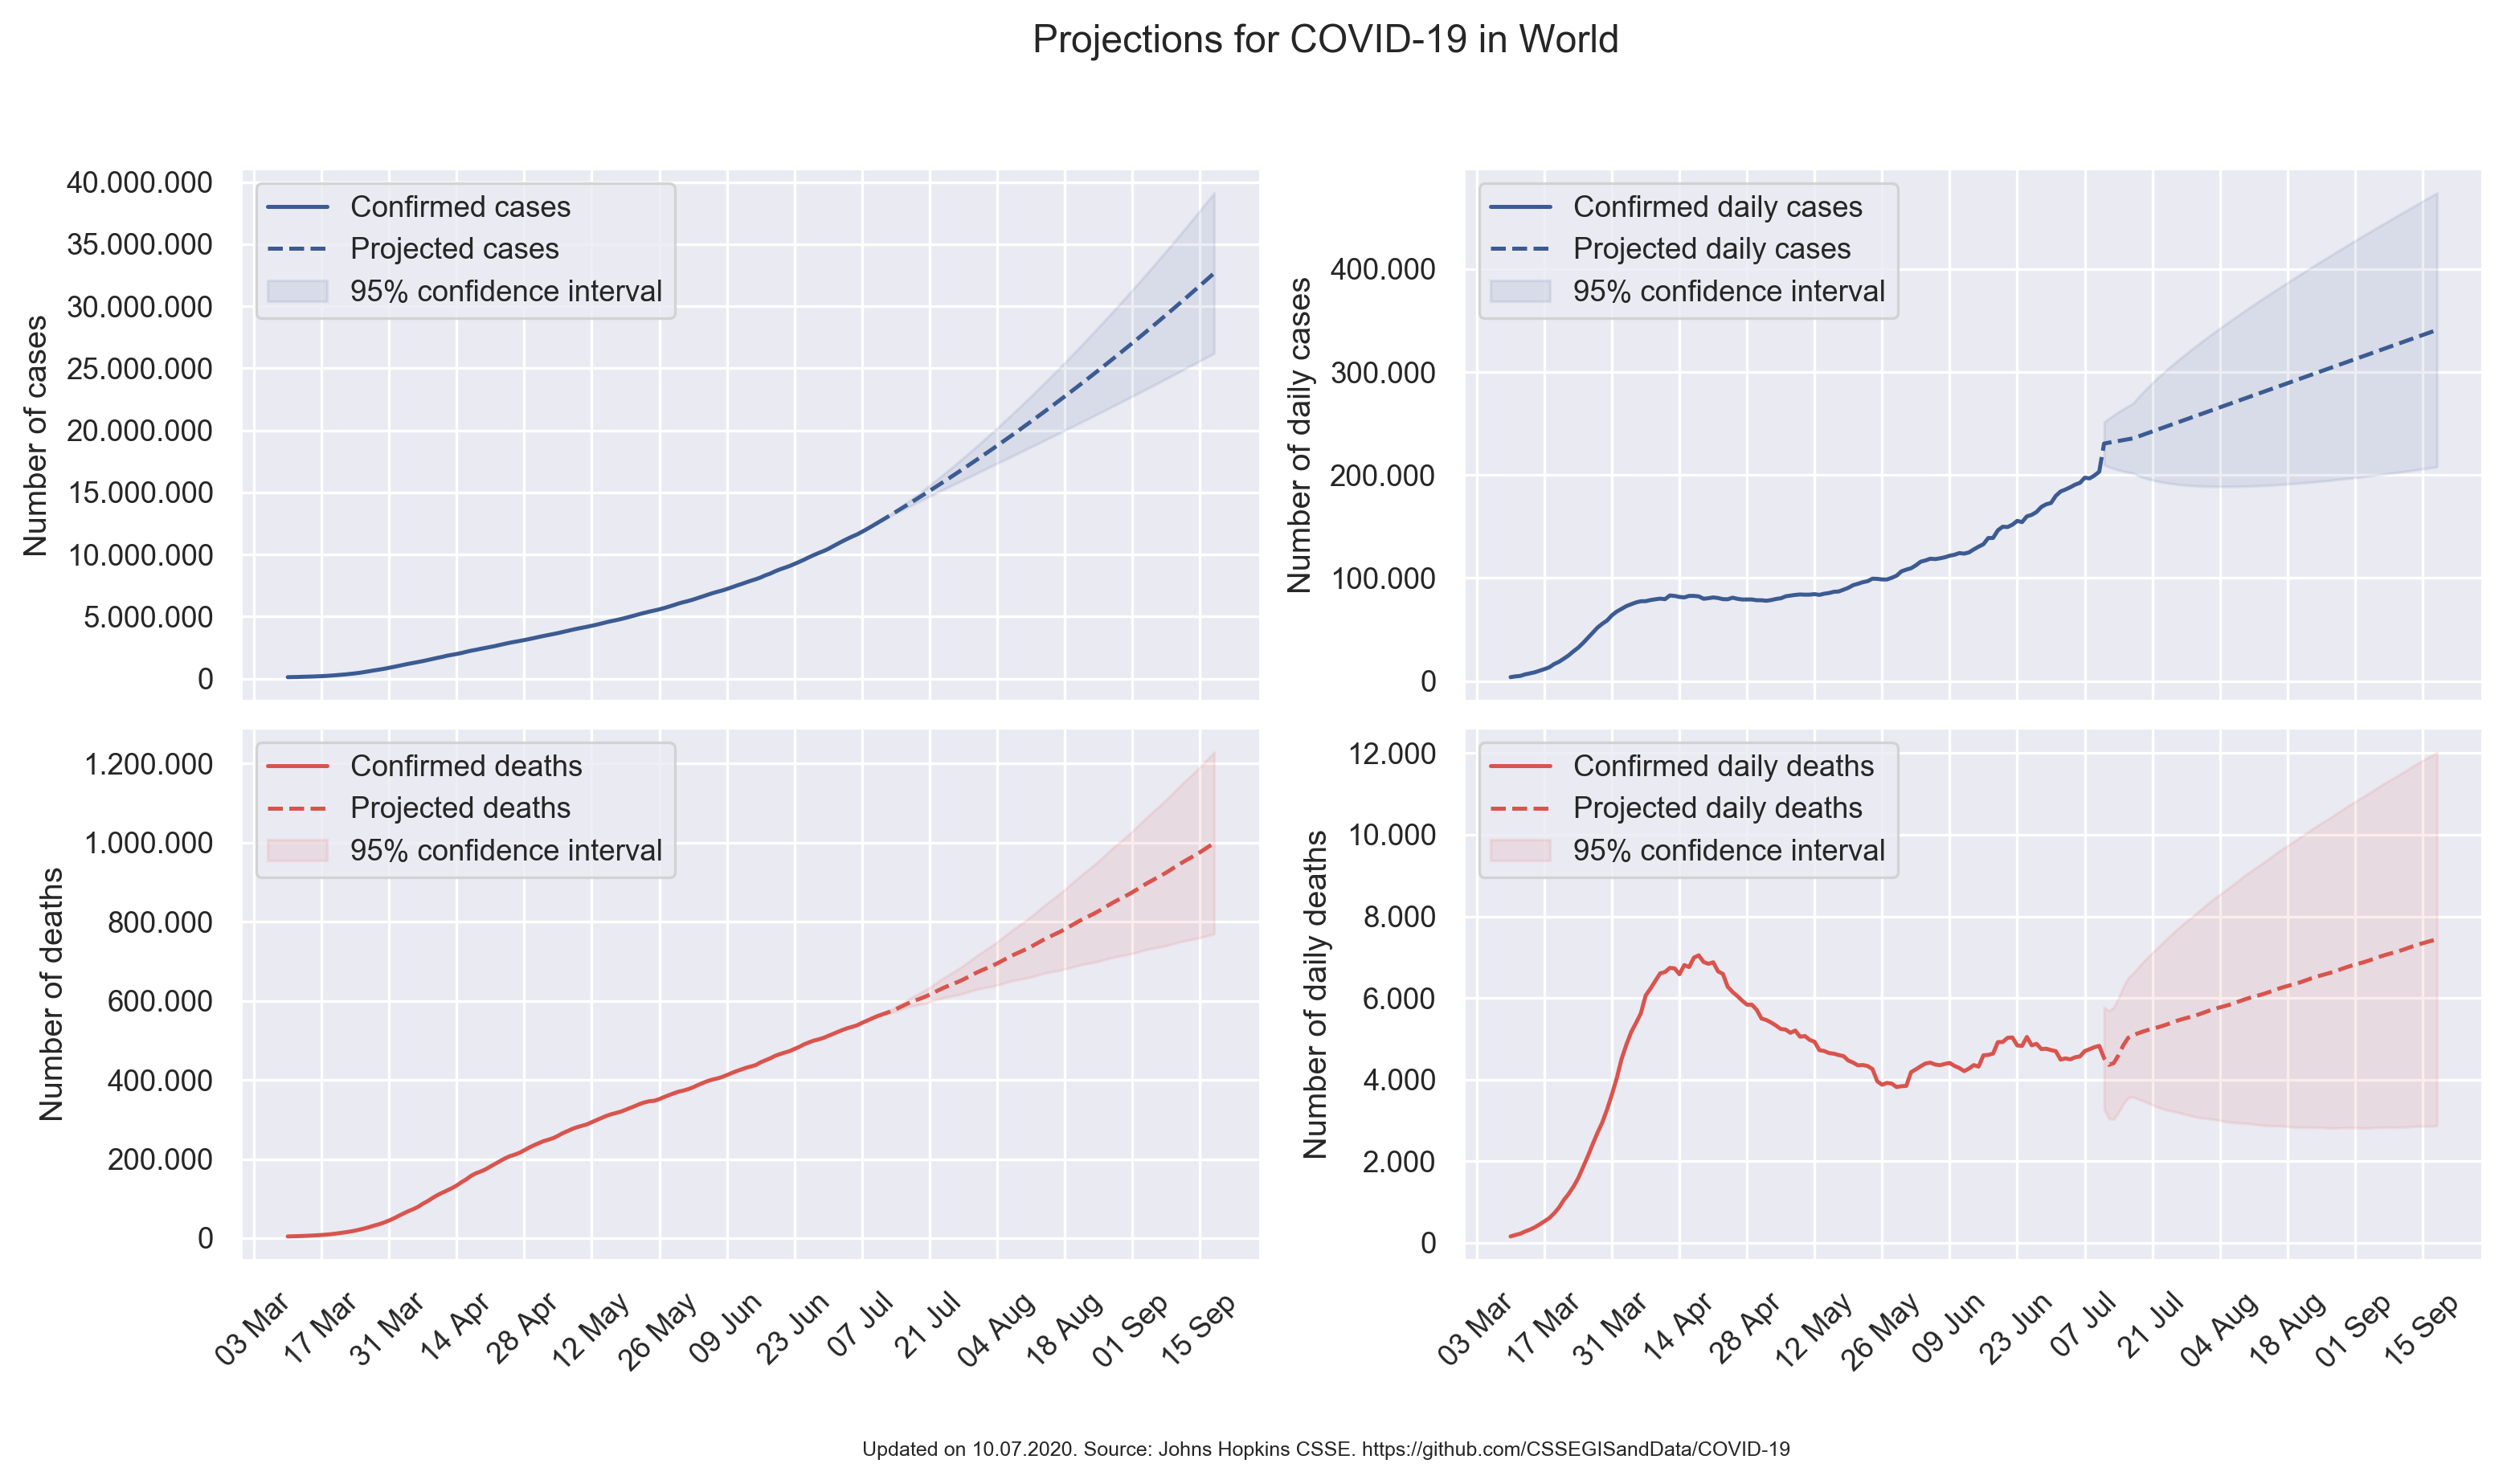 Projections for COVID-19 in World
40.000.000
35.000.000
30.000.000
25.000.000
20.000.000
15.000.000
10.000.000
5.000.000
0
Number of cases
Confirmed cases
Projected cases
95% confidence interval
400.000
300.000
200.000
100.000
0
Number of daily cases
Confirmed daily cases
Projected daily cases
95% confidence interval
1.200.000
1.000.000
800.000
600.000
400.000
200.000
0
Number of deaths
Confirmed deaths
Projected deaths
95% confidence interval
03 Mar
17 Mar
31 Mar
14 Apr
28 Apr
12 May
26 May
09 Jun
23 Jun
07 Jul
21 Jul
04 Aug
18 Aug
01 Sep
15 Sep
12.000
10.000
8.000
6.000
4.000
2.000
0
Number of daily deaths
Confirmed daily deaths
Projected daily deaths
95% confidence interval
03 Mar
17 Mar
31 Mar
14 Apr
28 Apr
12 May
26 May
09 Jun
23 Jun
07 Jul
21 Jul
04 Aug
18 Aug
01 Sep
15 Sep
Updated on 10.07.2020. Source: Johns Hopkins CSSE. https://github.com/CSSEGISandData/COVID-19